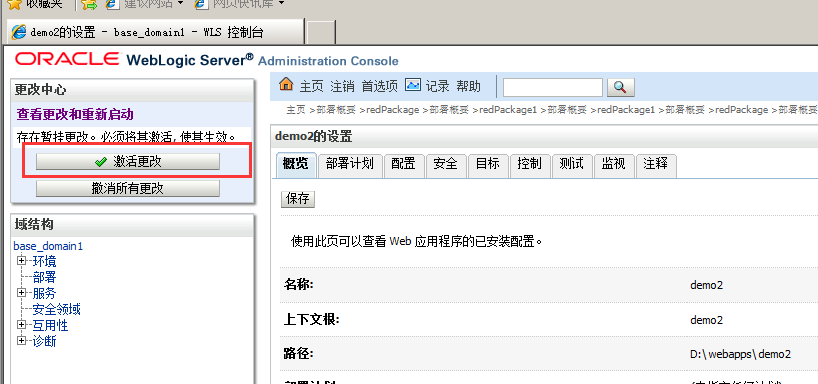 收藏夹 建议网站 网页快讯库
demo2的设置 - base_domain1 - WLS 控制台
ORACLE WebLogic Server® Administration Console
更改中心
查看更改和重新启动
存在暂挂更改。必须将其激活, 使其生效。
激活更改
撤消所有更改
域结构
base_domain1
环境
部署
服务
安全领域
互用性
诊断
主页 注销 首选项 记录 帮助
主页 >部署概要 >redPackage >部署概要 >redPackage1 >部署概要 >redPackage1 >部署概要 >redPackage >部署概要
demo2的设置
概览 部署计划 配置 安全 目标 控制 测试 监视 注释
保存
使用此页可以查看 Web 应用程序的已安装配置。
名称: demo2
上下文根: demo2
路径: D:\webapps\demo2